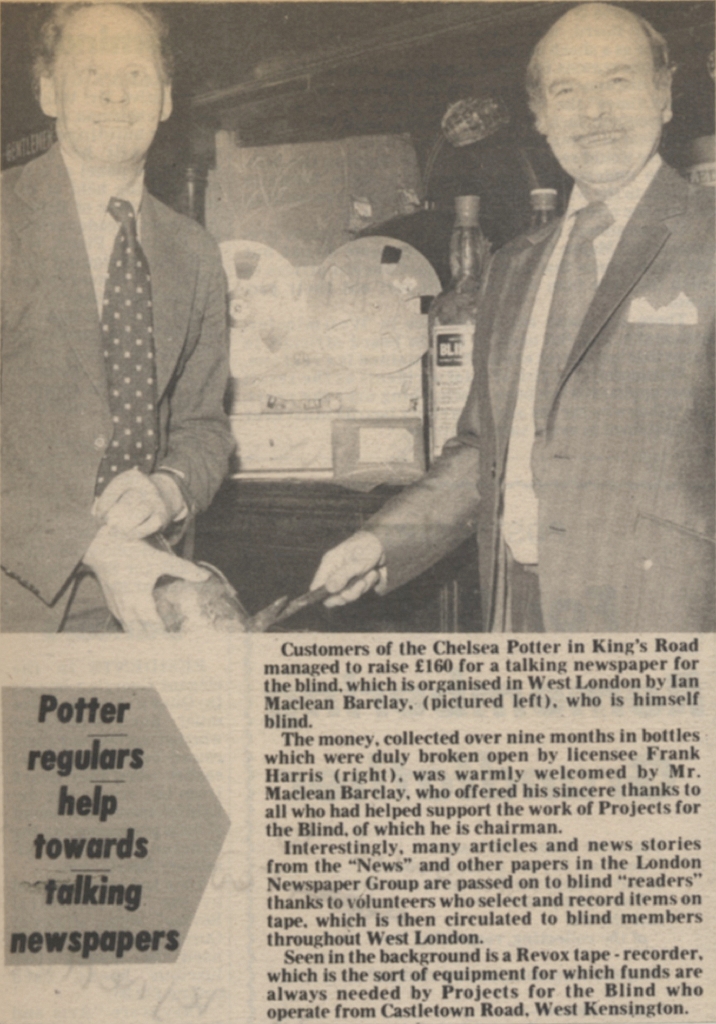 GENTLEMEN
Potter
regulars
help
towards
talking
newspapers
Customers of the Chelsea Potter in King's Road
managed to raise £160 for a talking newspaper for
the blind, which is organised in West London by Ian
Maclean Barclay, (pictured left), who is himself
blind.
The money, collected over nine months in bottles
which were duly broken open by licensee Frank
Harris (right), was warmly welcomed by Mr.
Maclean Barclay, who offered his sincere thanks to
all who had helped support the work of Projects for
the Blind, of which he is chairman.
Interestingly, many articles and news stories
from the “News” and other papers in the London
Newspaper Group are passed on to blind “readers”
thanks to volunteers who select and record items on
tape, which is then circulated to blind members
throughout West London.
Seen in the background is a Revox tape - recorder,
which is the sort of equipment for which funds are
always needed by Projects for the Blind who
operate from Castletown Road, West Kensington.